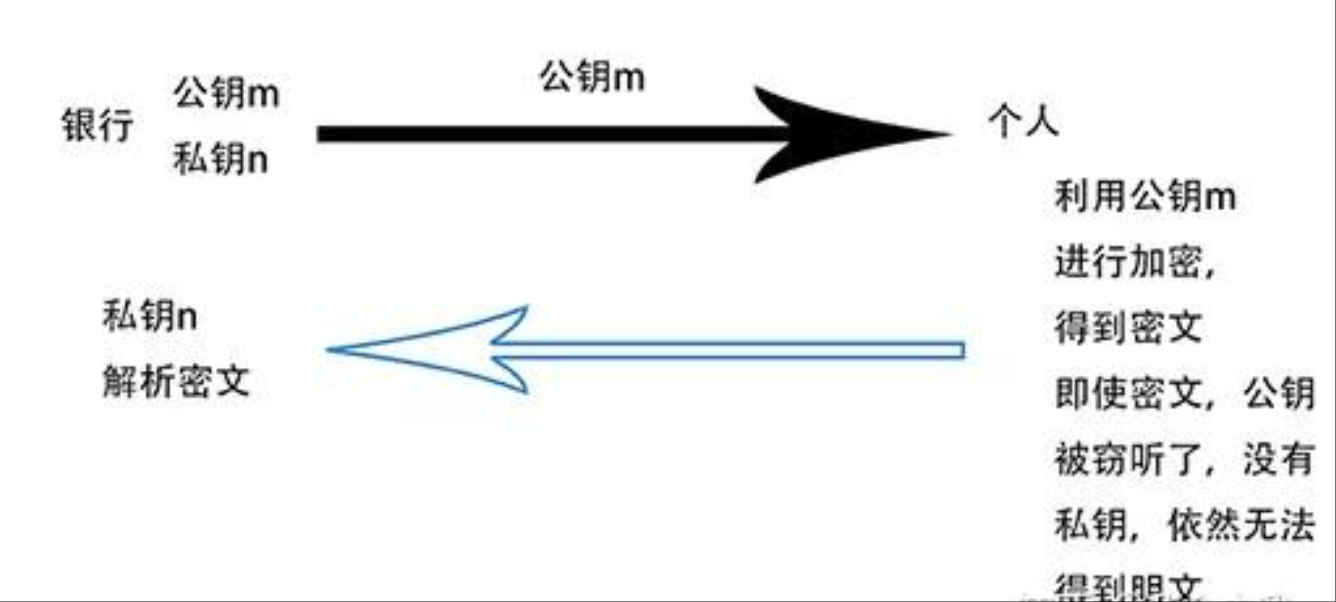 公钥m
公钥m
银行
个人
私钥n
利用公钥m
进行加密，
得到密文
私钥n
解析密文
即使密文，公钥
被窃听了，没有
私钥，依然无法
得到明文